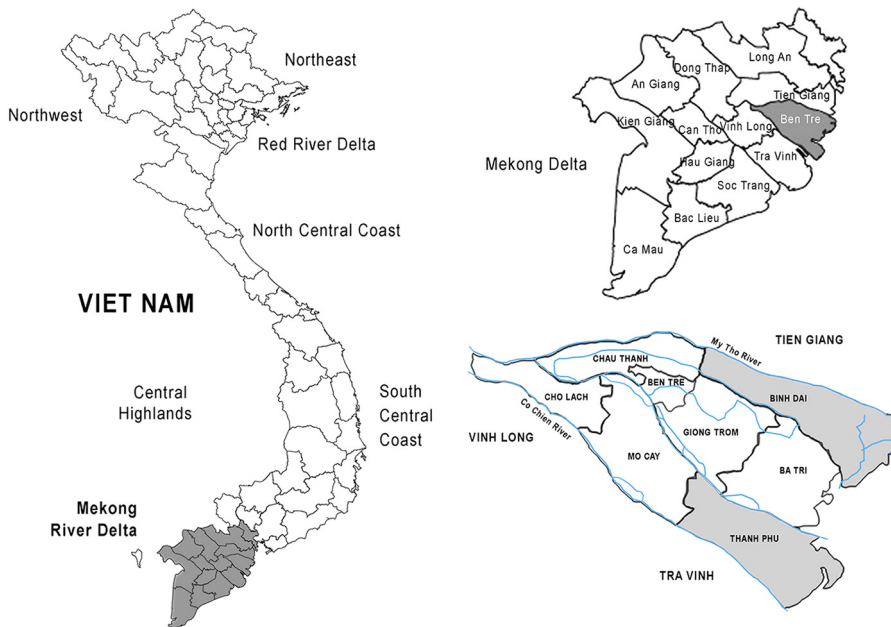 Northeast
Northwest
Red River Delta
North Central Coast
VIET NAM
Central
Highlands
South
Central
Coast
Mekong
River Delta
Long An
Dong Thap
An Giang
Tien Giang
Ben Tre
Kien Giang
Can Tho
Vinh Long
Mekong Delta
Hau Giang
Tra Vinh
Soc Trang
Bac Lieu
Ca Mau
TIEN GIANG
My Tho River
CHAU THANH
BEN TRE
CHO LACH
BINH DAI
Co Chien River
VINH LONG
GIONG TROM
MO CAY
BA TRI
THANH PHU
TRA VINH